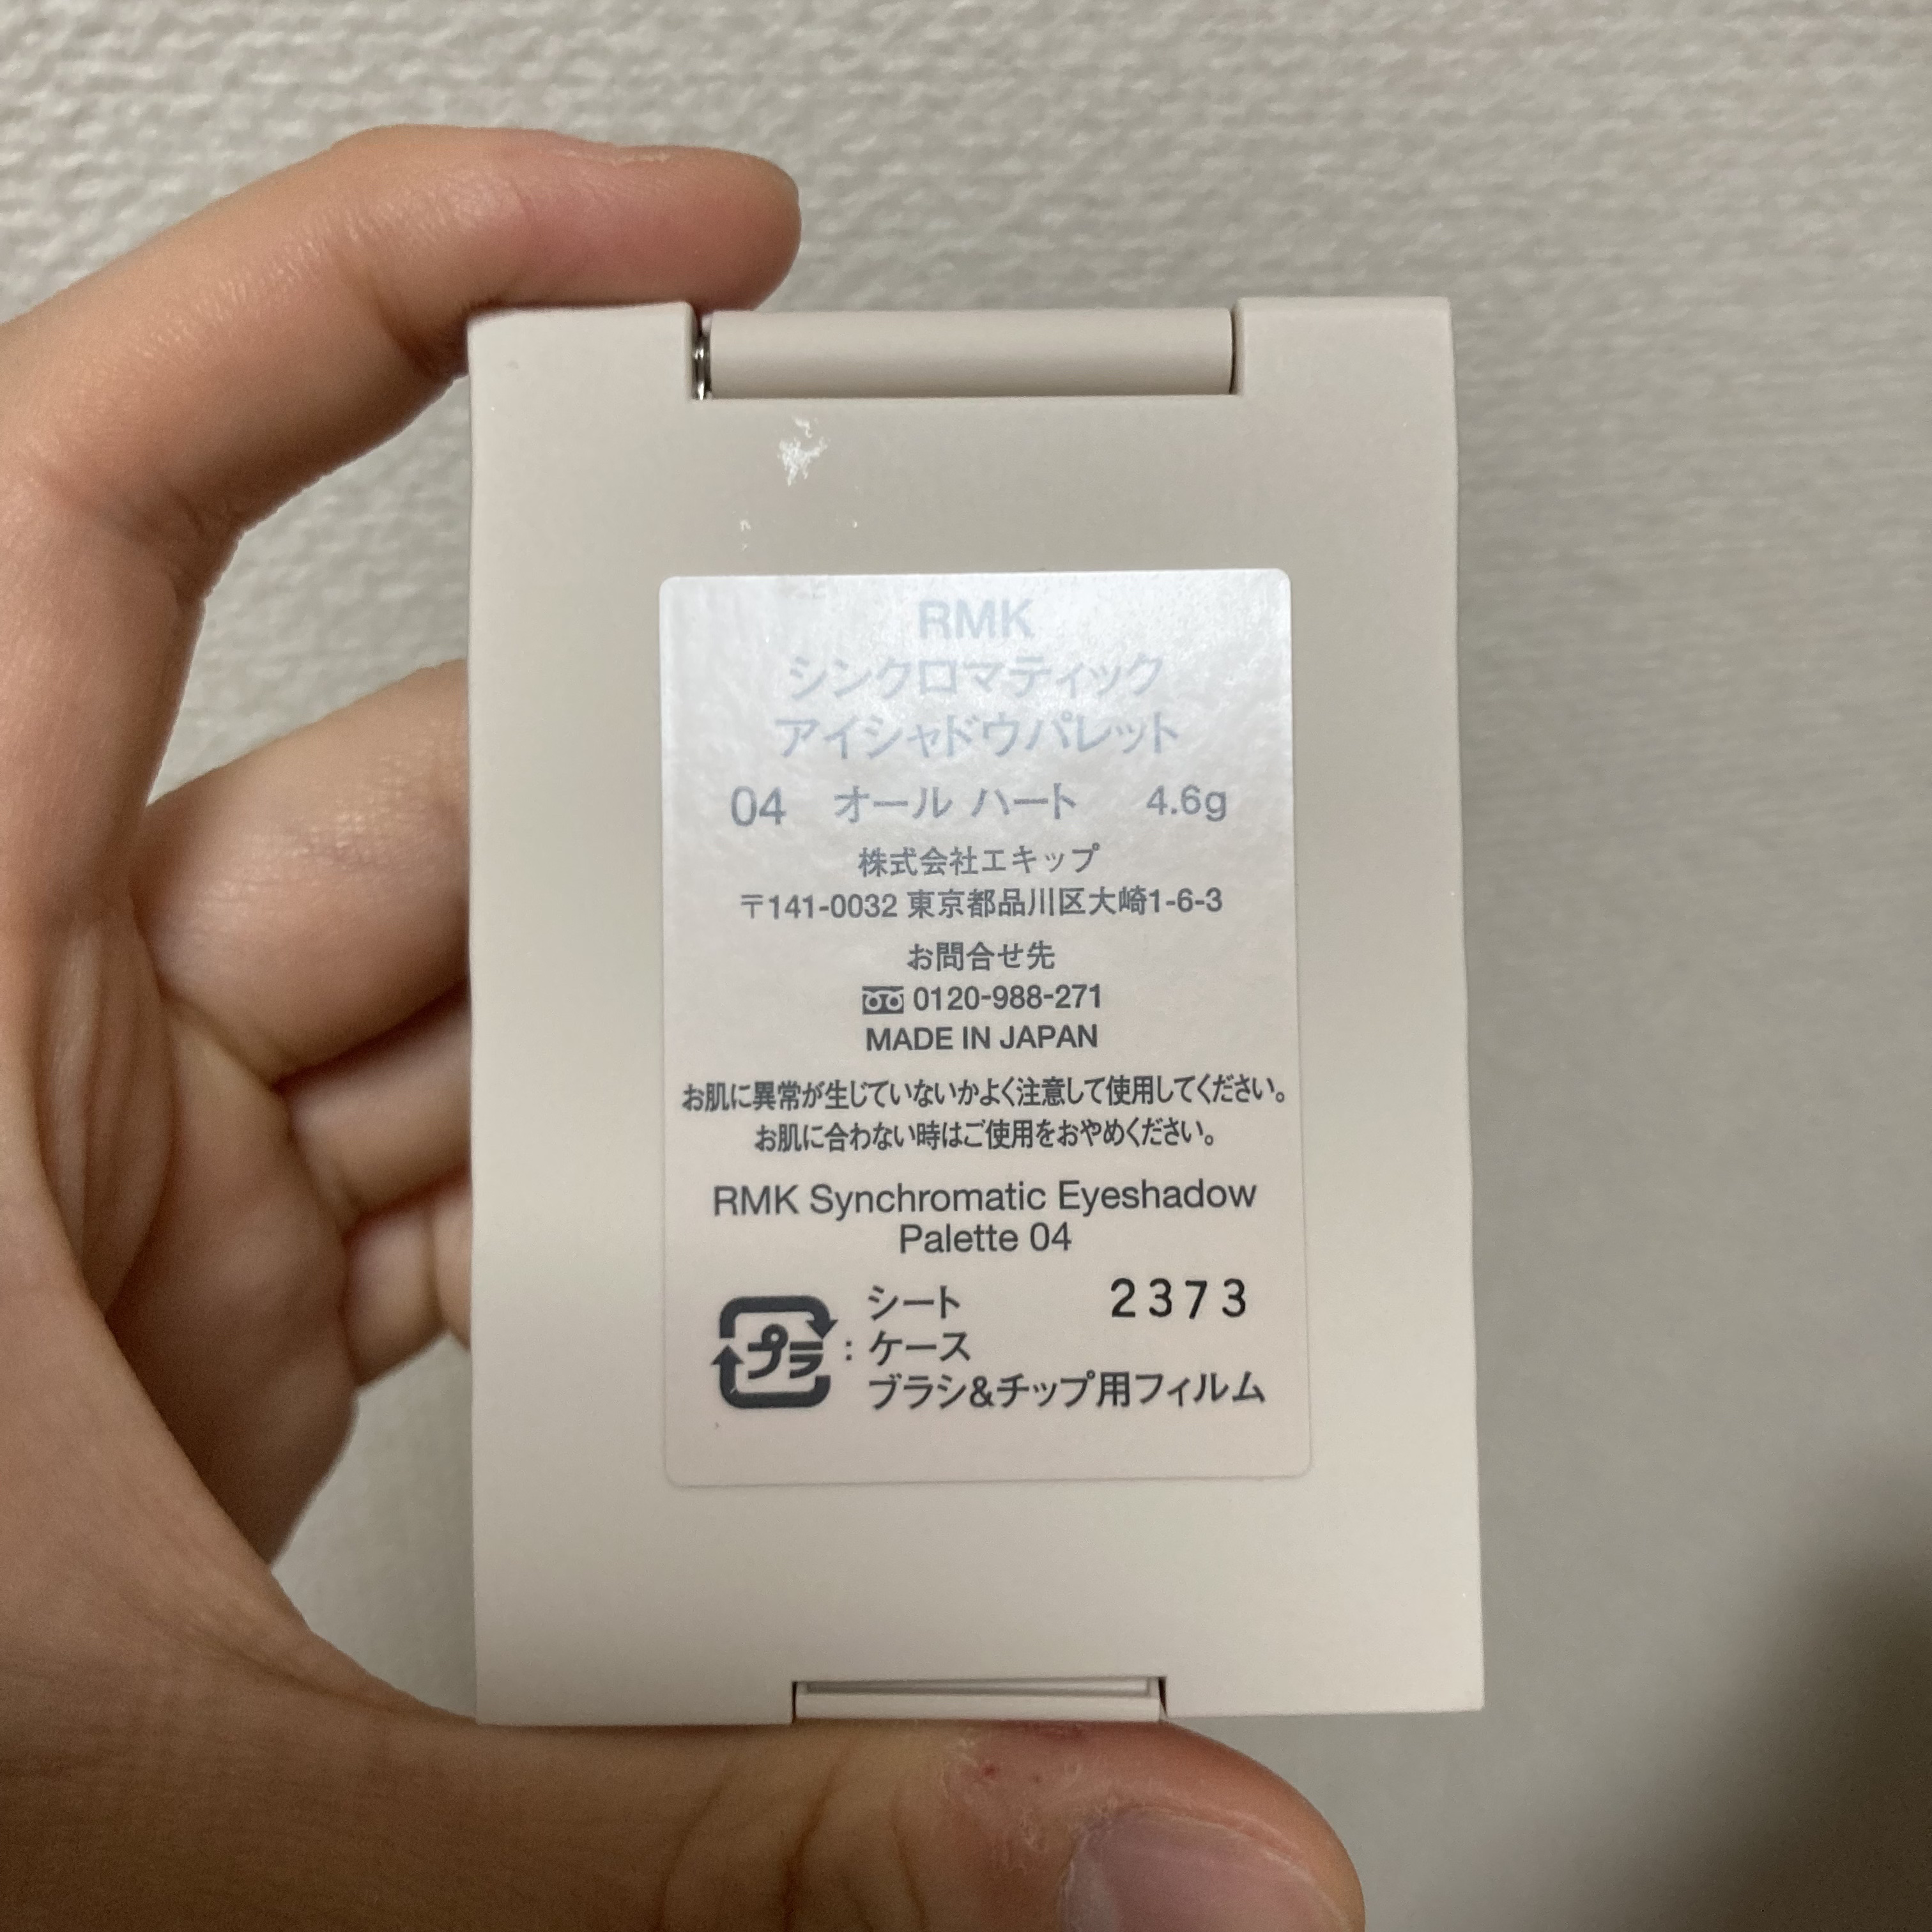 RMK
シンクロマティック
アイシャドウパレット
04 オール ハート 4.6g
株式会社エキップ
〒141-0032 東京都品川区大崎1-6-3
お問合せ先
0120-988-271
MADE IN JAPAN
お肌に異常が生じていないかよく注意して使用してください。
お肌に合わない時はご使用をおやめください。
RMK Synchromatic Eyeshadow
Palette 04
シート 2373
プラ : ケース
ブラシ&チップ用フィルム